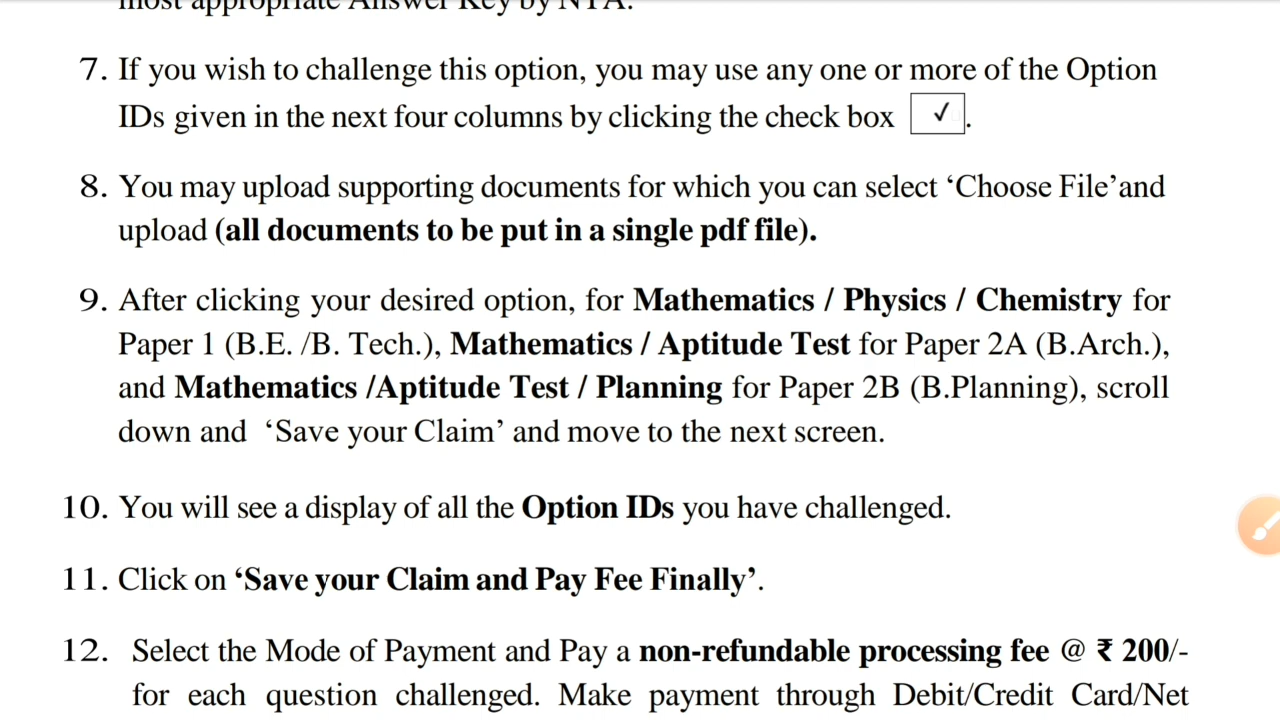 most appropriate Answer Key by NTA.
7. If you wish to challenge this option, you may use any one or more of the Option
IDs given in the next four columns by clicking the check box ✓.
8. You may upload supporting documents for which you can select ‘Choose File’and
upload (all documents to be put in a single pdf file).
9. After clicking your desired option, for Mathematics / Physics / Chemistry for
Paper 1 (B.E. /B. Tech.), Mathematics / Aptitude Test for Paper 2A (B.Arch.),
and Mathematics /Aptitude Test / Planning for Paper 2B (B.Planning), scroll
down and ‘Save your Claim’ and move to the next screen.
10. You will see a display of all the Option IDs you have challenged.
11. Click on ‘Save your Claim and Pay Fee Finally’.
12. Select the Mode of Payment and Pay a non-refundable processing fee @ ₹ 200/-
for each question challenged. Make payment through Debit/Credit Card/Net